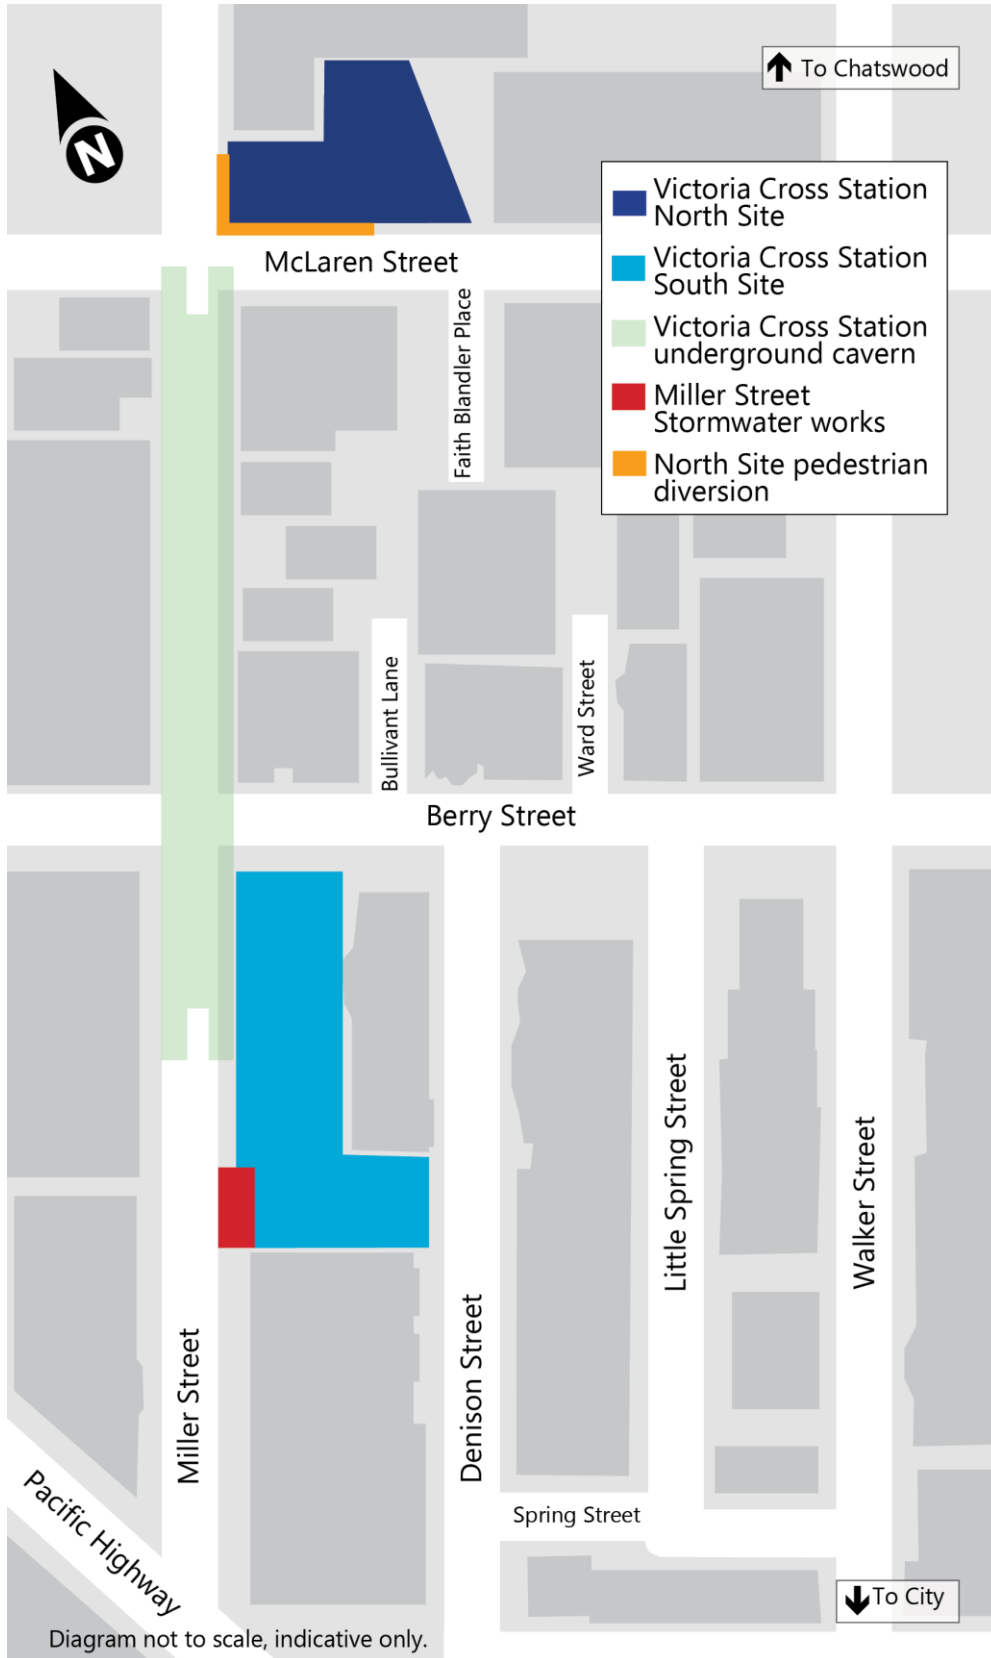 N
To Chatswood
Victoria Cross Station
North Site
Victoria Cross Station
South Site
Victoria Cross Station
underground cavern
Miller Street
Stormwater works
North Site pedestrian
diversion
McLaren Street
Faith Blandler Place
Bullivant Lane
Ward Street
Berry Street
Little Spring Street
Walker Street
Denison Street
Miller Street
Pacific Highway
Spring Street
To City
Diagram not to scale, indicative only.